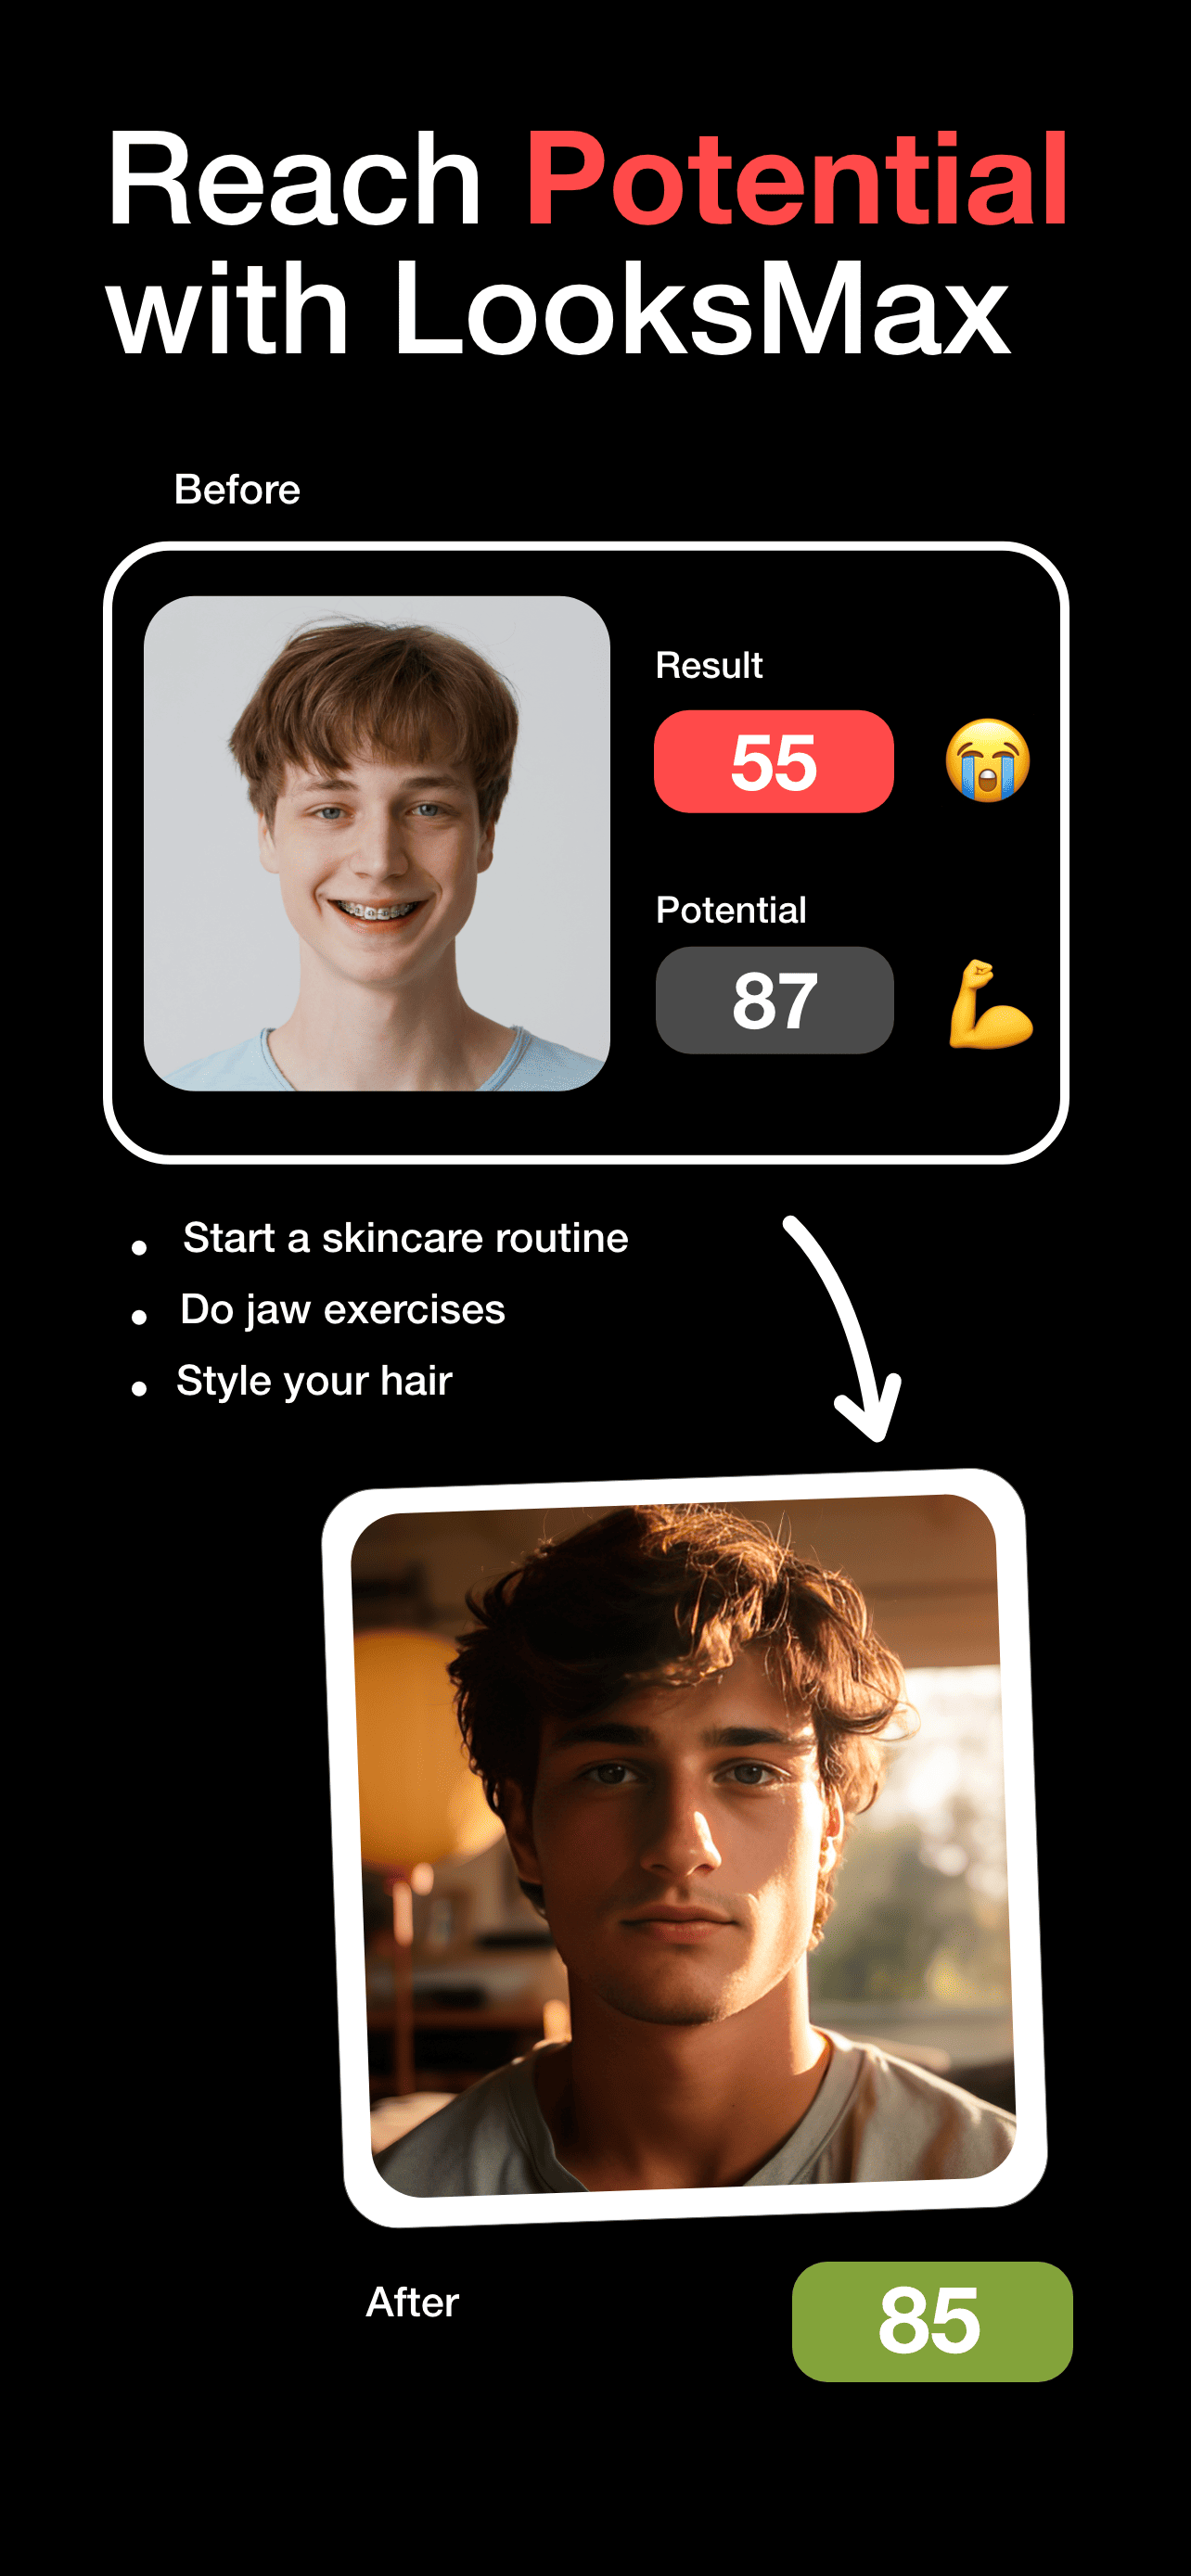 Reach Potential
with LooksMax
Before
Result
55
Potential
87
Start a skincare routine
Do jaw exercises
Style your hair
After
85